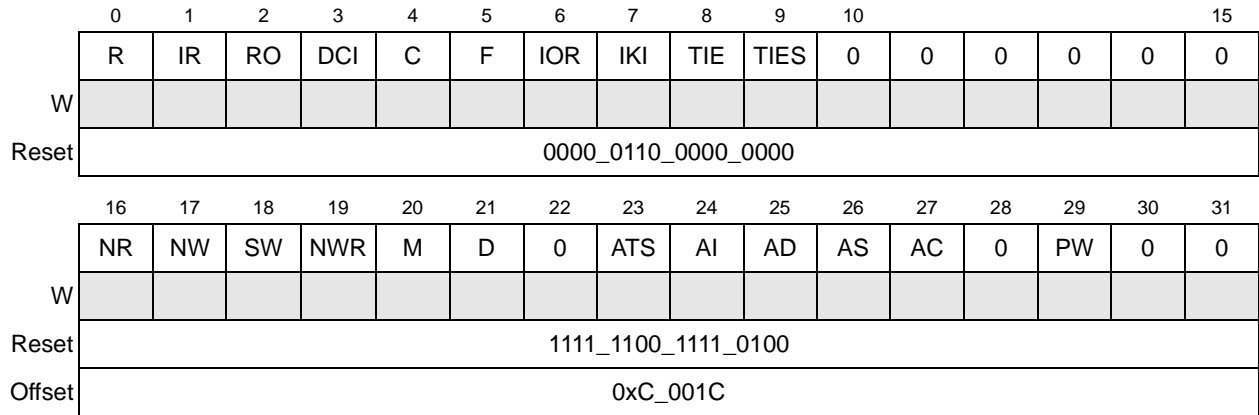 0 1 2 3 4 5 6 7 8 9 10 15
R IR RO DCI C F IOR IKI TIE TIES 0 0 0 0 0 0
W
Reset 0000_0110_0000_0000
16 17 18 19 20 21 22 23 24 25 26 27 28 29 30 31
NR NW SW NWR M D 0 ATS AI AD AS AC 0 PW 0 0
W
Reset 1111_1100_1111_0100
Offset 0xC_001C